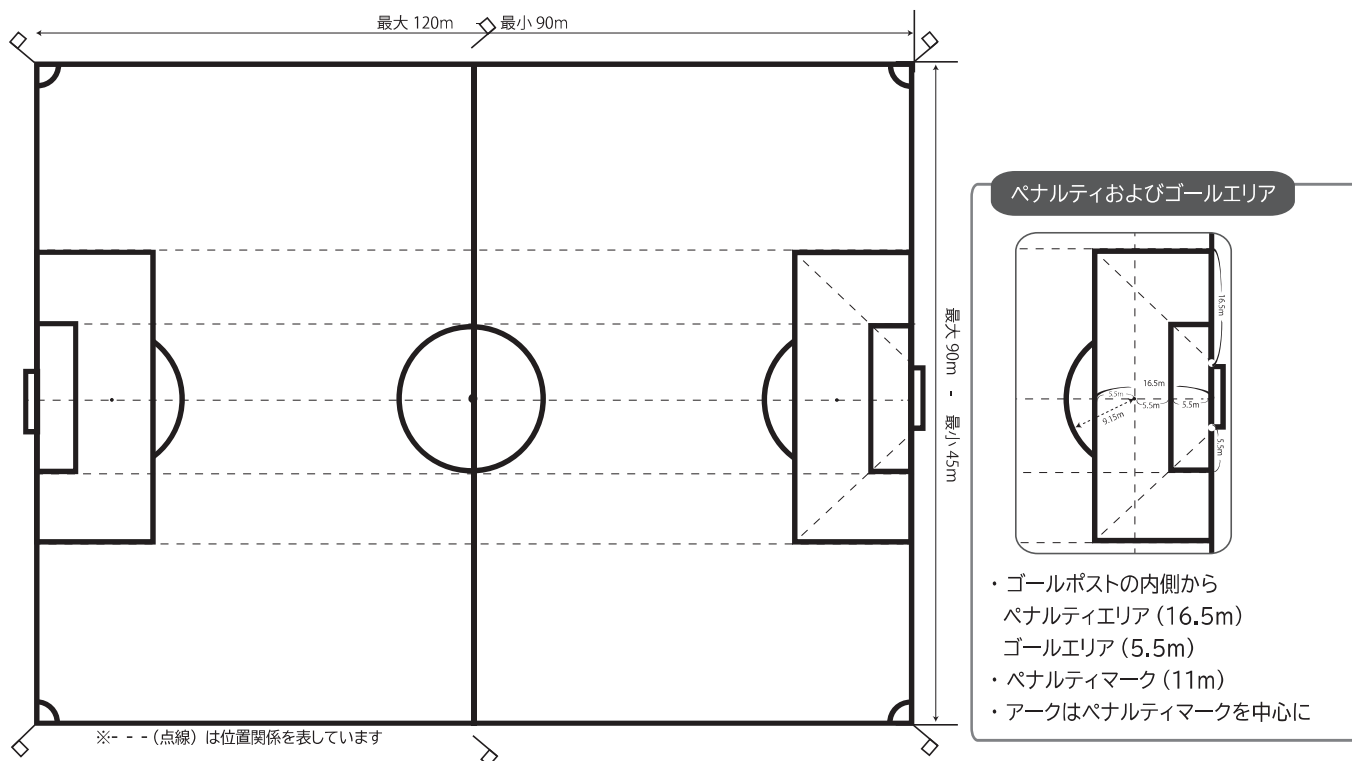 最大 120m - 最小 90m
最大 90m - 最小 45m
※- - - (点線) は位置関係を表しています
ペナルティおよびゴールエリア
16.5m
16.5m
5.5m
5.5m
5.5m
9.15m
5.5m
・ゴールポストの内側から
ペナルティエリア (16.5m)
ゴールエリア (5.5m)
・ペナルティマーク (11m)
・アークはペナルティマークを中心に